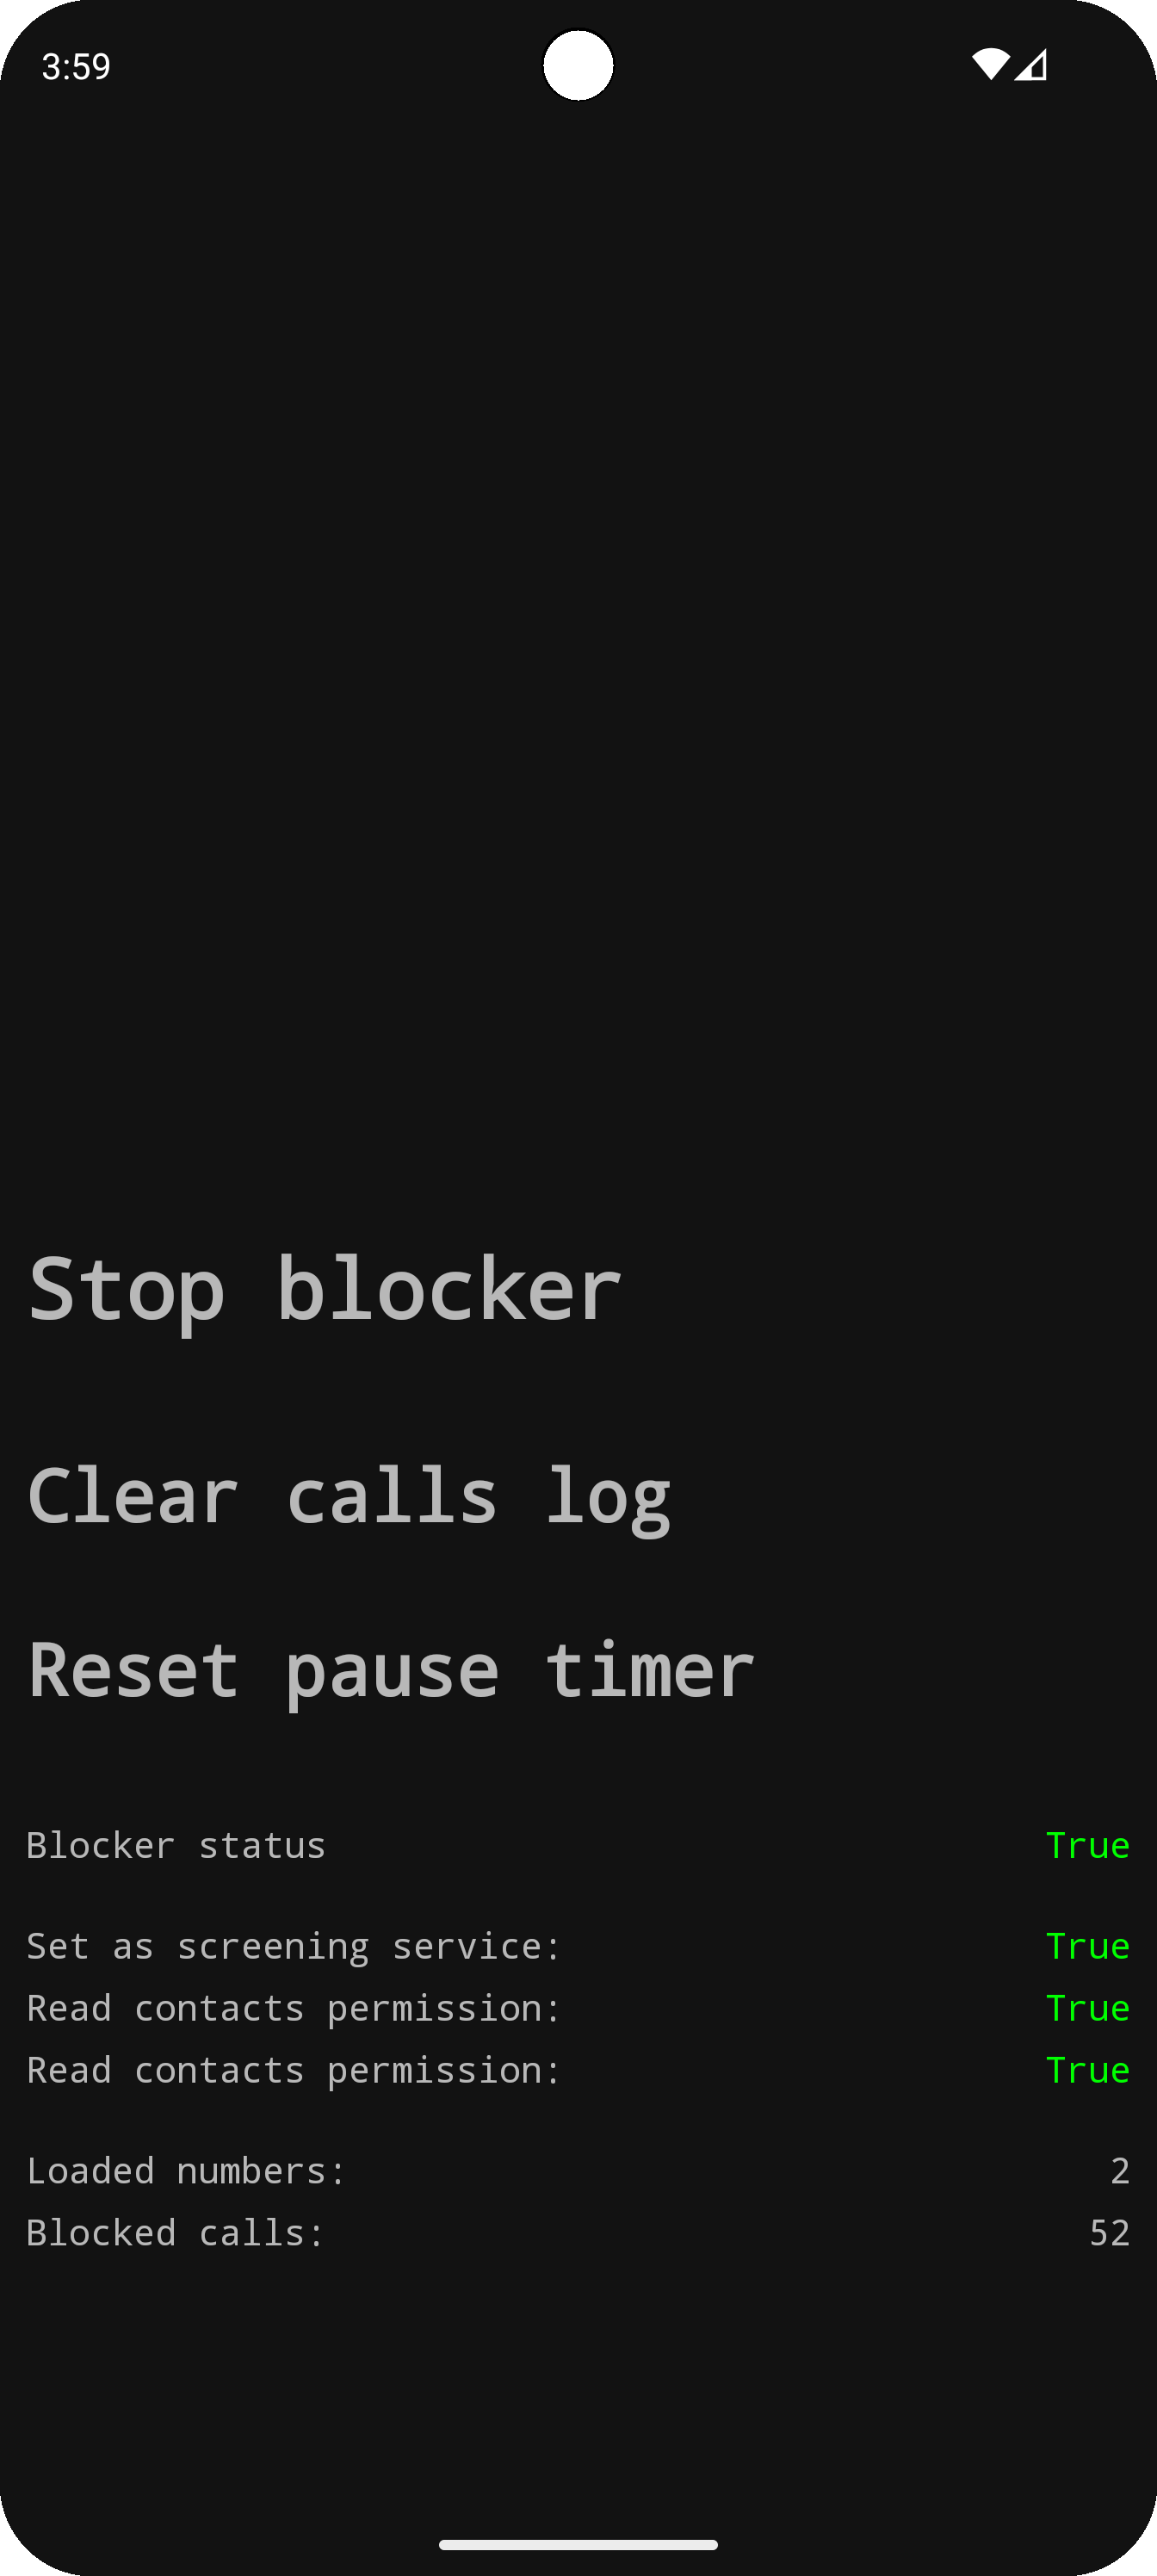 3:59
Stop blocker
Clear calls log
Reset pause timer
Blocker status True
Set as screening service: True
Read contacts permission: True
Read contacts permission: True
Loaded numbers: 2
Blocked calls: 52